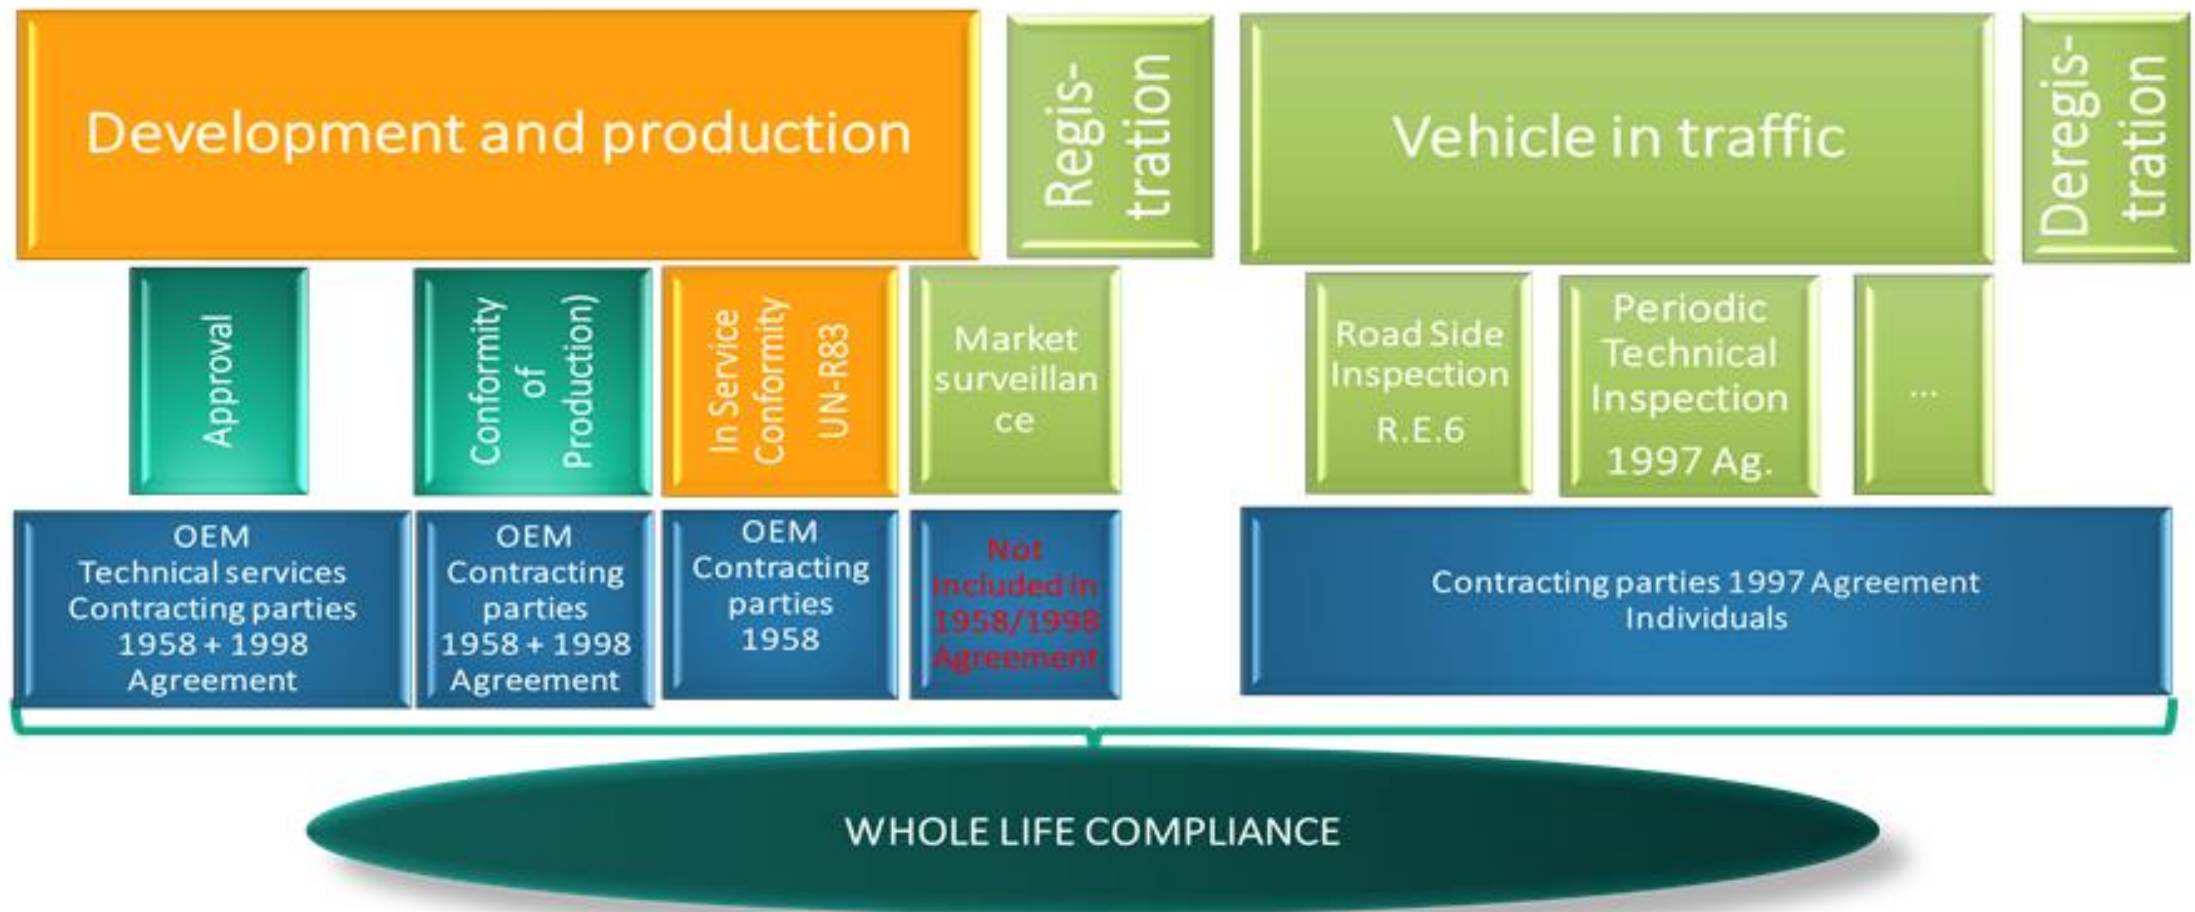 Development and production
Regis-
tration
Vehicle in traffic
Deregis-
tration
Approval
Conformity
of
Production)
In Service
Conformity
UN-R83
Market
surveillan
ce
Road Side
Inspection
R.E.6
Periodic
Technical
Inspection
1997 Ag.
...
OEM
Technical services
Contracting parties
1958 + 1998
Agreement
OEM
Contracting
parties
1958 + 1998
Agreement
OEM
Contracting
parties
1958
Not
included in
1958/1998
Agreement
Contracting parties 1997 Agreement
Individuals
WHOLE LIFE COMPLIANCE